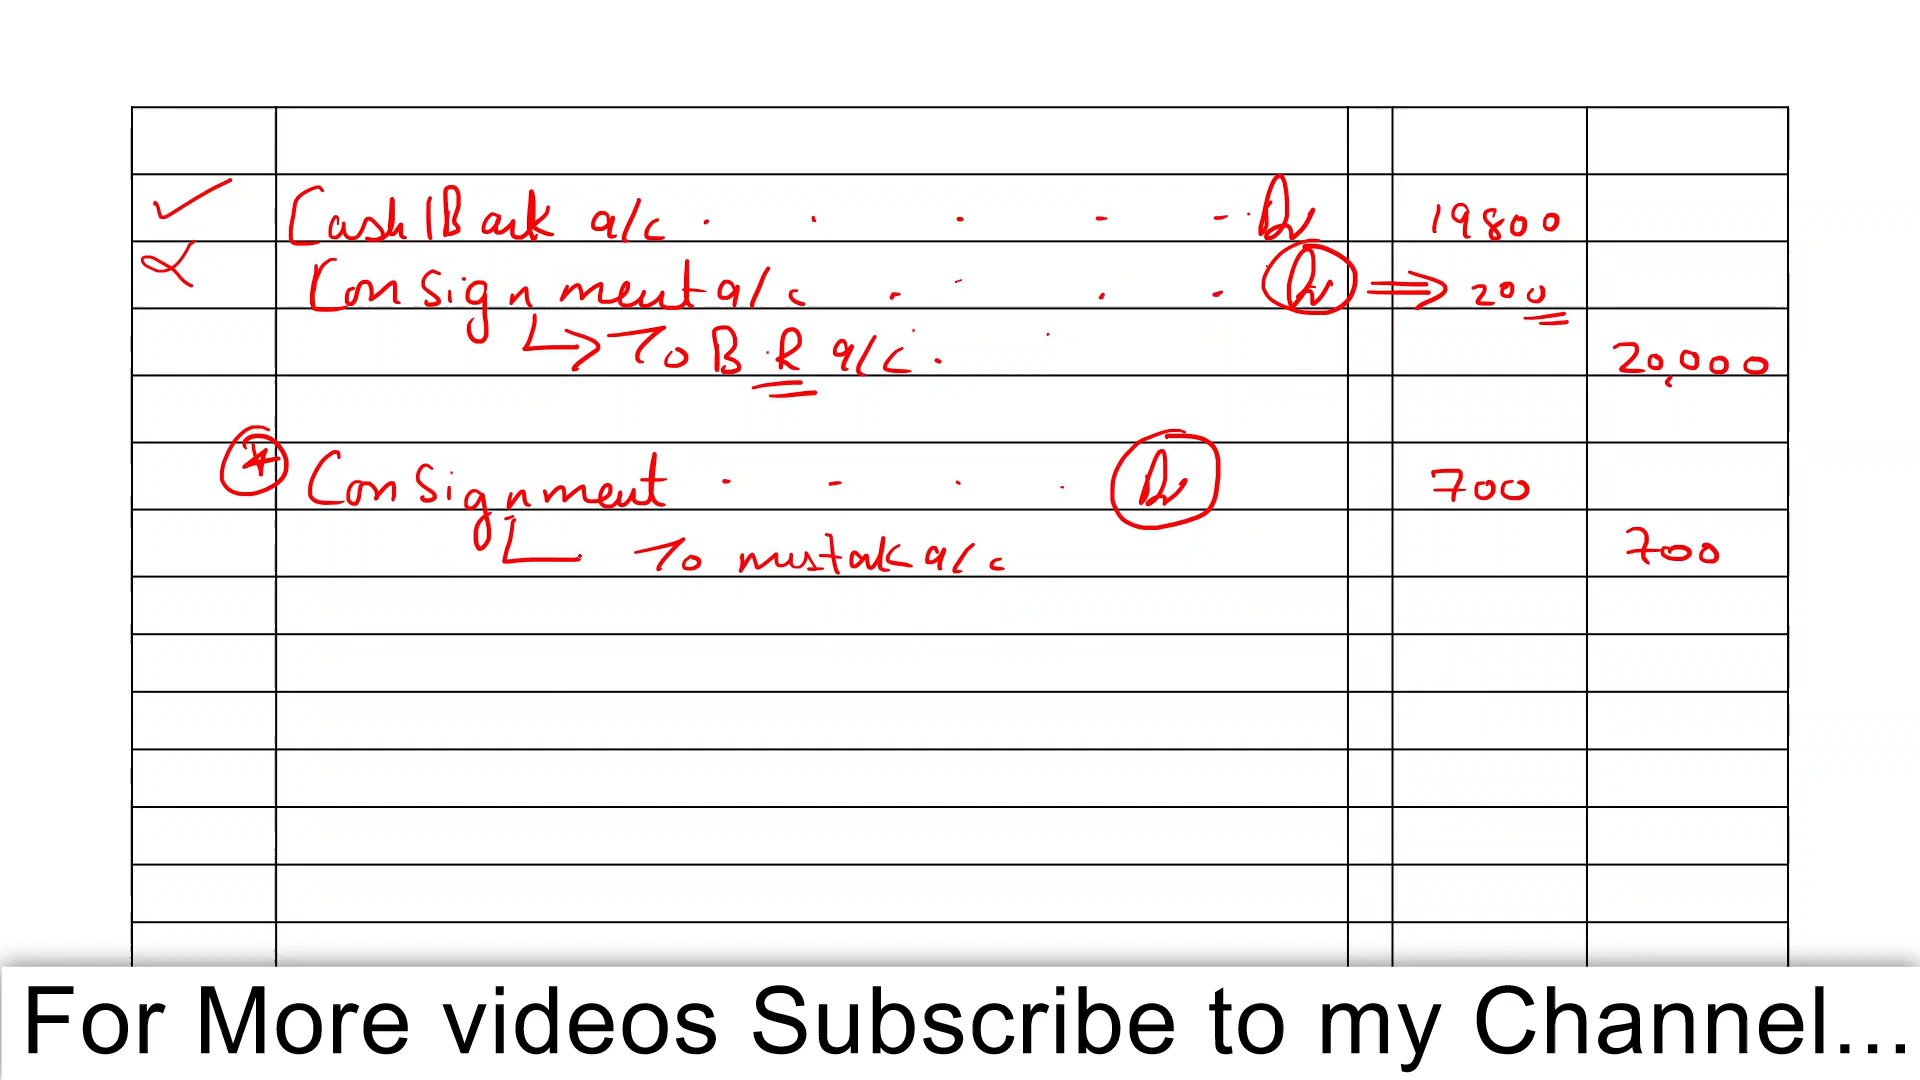 Cash/Bank a/c . . . . . Dr 19800
Consignment a/c . . . . Dr ⇒ 200
↳ To B.R a/c. 20,000
* Consignment . . . . Dr 700
To mustak a/c 700
For More videos Subscribe to my Channel...